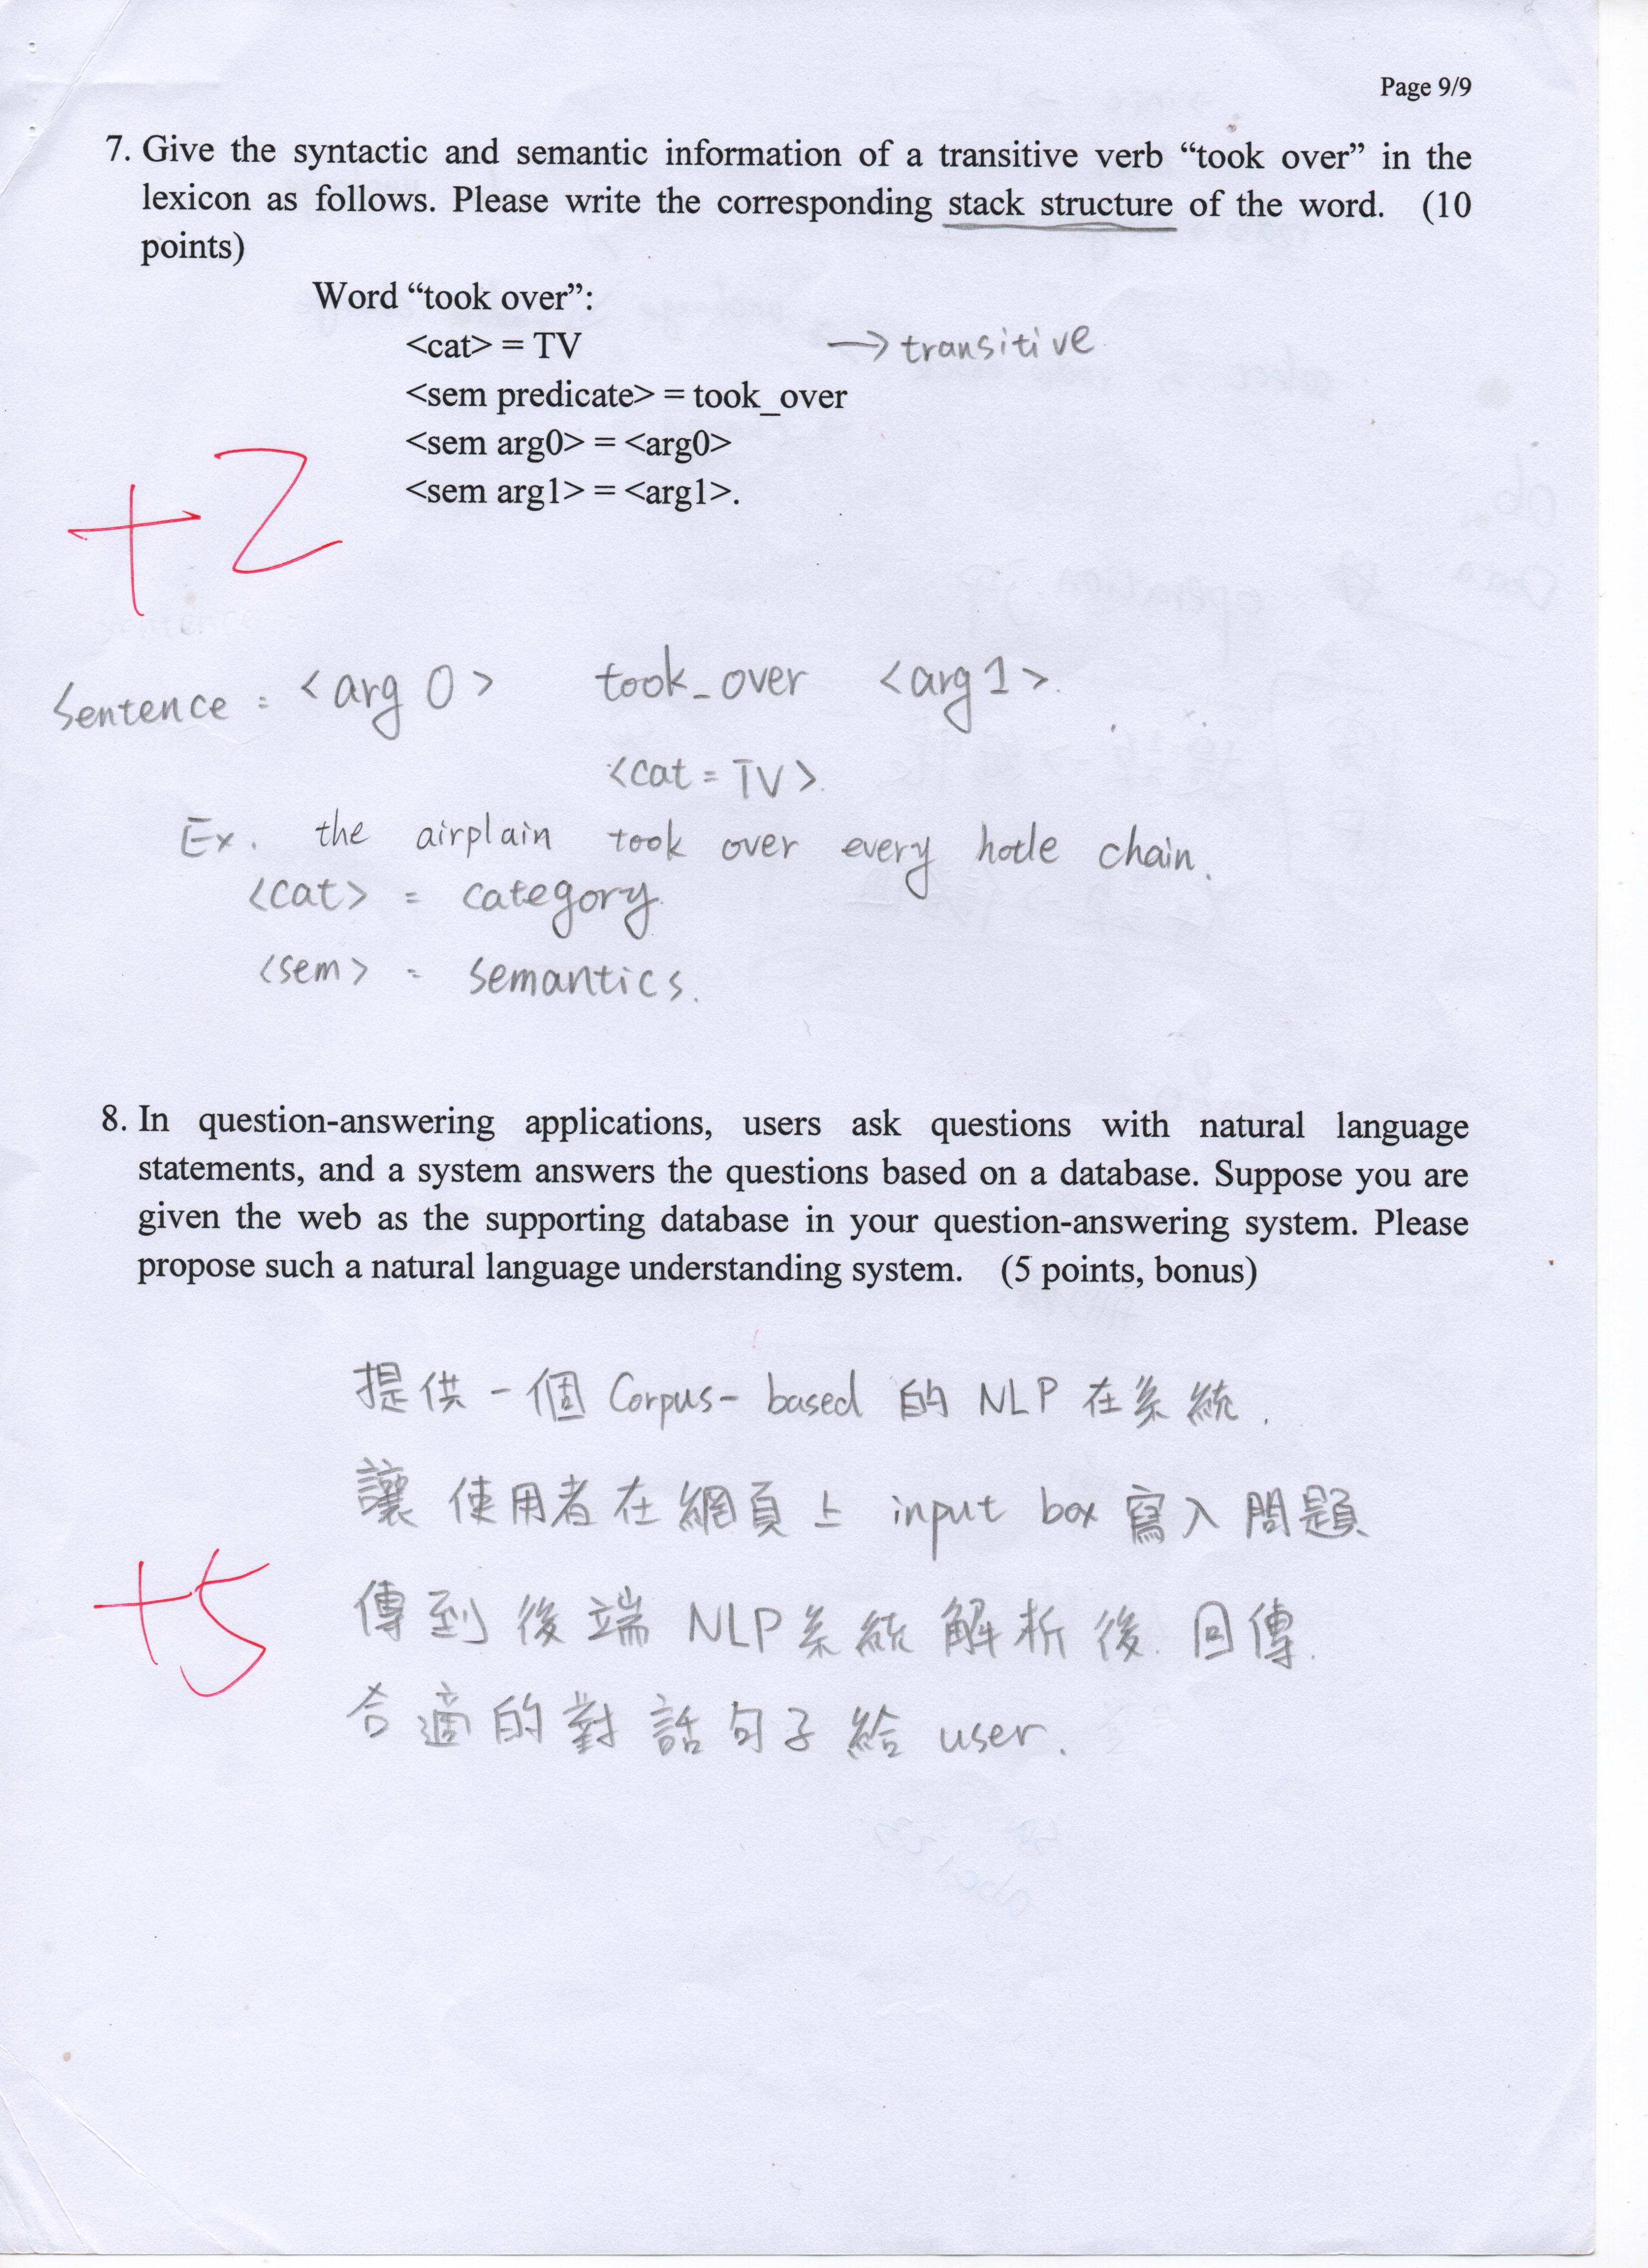 Page 9/9
7. Give the syntactic and semantic information of a transitive verb “took over” in the
lexicon as follows. Please write the corresponding stack structure of the word. (10
points)
Word “took over”:
<cat> = TV → transitive
<sem predicate> = took_over
<sem arg0> = <arg0>
<sem arg1> = <arg1>.
+2
Sentence = <arg 0> took_over <arg 1>.
<cat = TV>.
Ex. the airplain took over every hotle chain.
<cat> = category.
<sem> = semantics.
8. In question-answering applications, users ask questions with natural language
statements, and a system answers the questions based on a database. Suppose you are
given the web as the supporting database in your question-answering system. Please
propose such a natural language understanding system. (5 points, bonus)
提供一個 Corpus-based 的 NLP 在系統.
讓使用者在網頁上 input box 寫入問題
+5
傳到後端 NLP系統解析後.回傳.
合適的對話句子給 user.